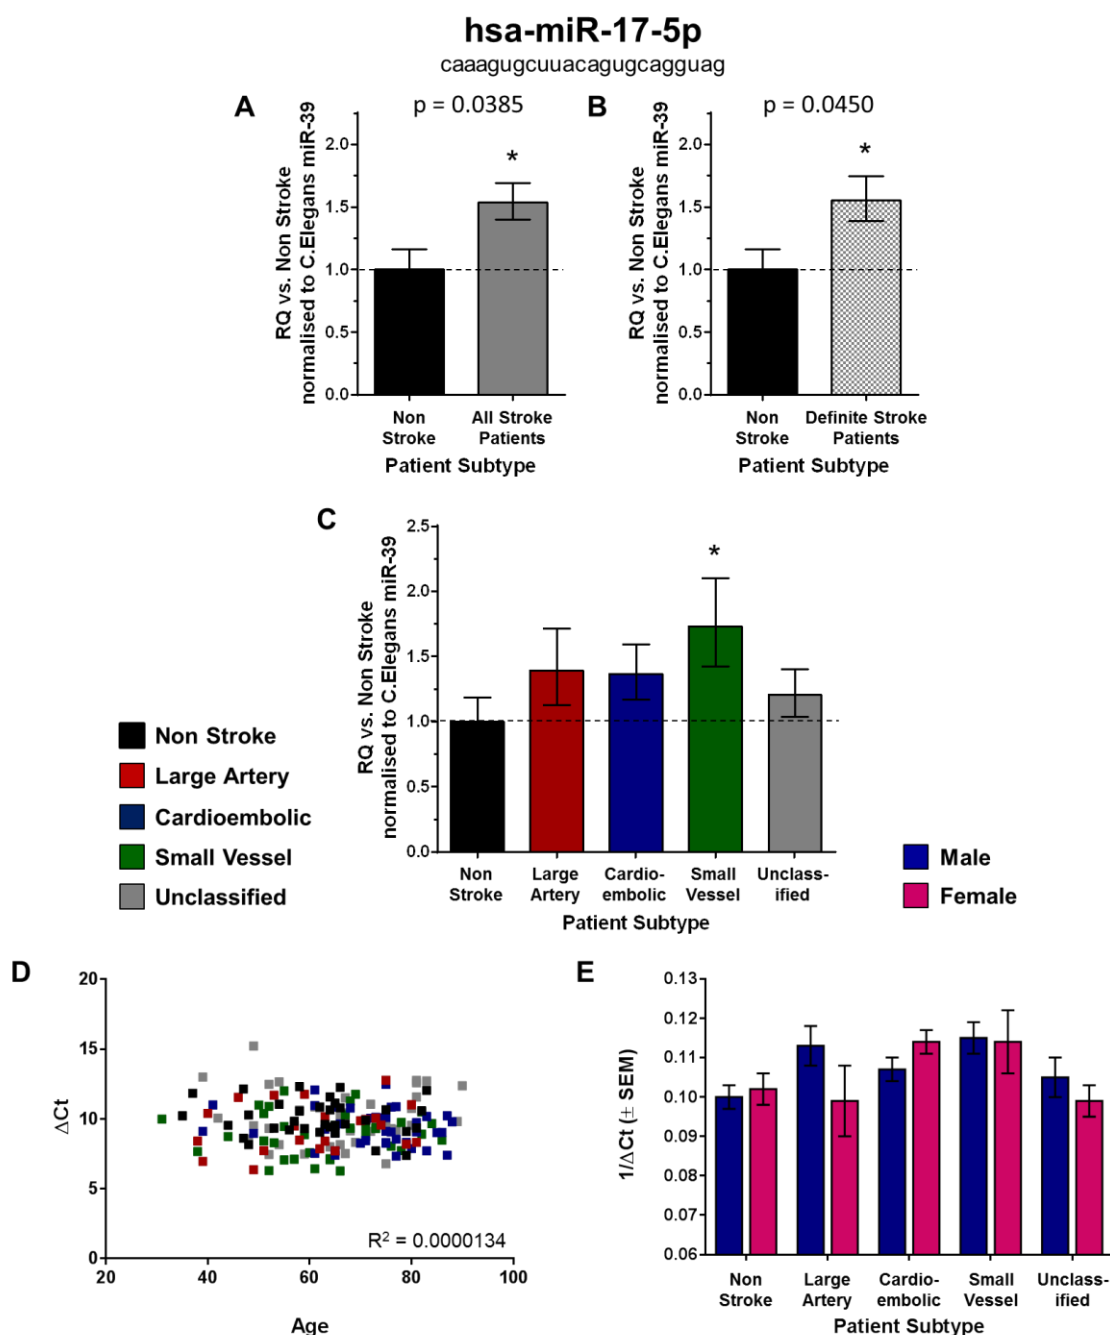 hsa-miR-17-5p
caaagugcuuacagugcagguag
A
p = 0.0385
RQ vs. Non Stroke
normalised to C.Elegans miR-39
2.0
1.5
1.0
0.5
0.0
*
Non
Stroke
All Stroke
Patients
Patient Subtype
B
p = 0.0450
RQ vs. Non Stroke
normalised to C.Elegans miR-39
2.0
1.5
1.0
0.5
0.0
*
Non
Stroke
Definite Stroke
Patients
Patient Subtype
C
RQ vs. Non Stroke
normalised to C.Elegans miR-39
2.5
2.0
1.5
1.0
0.5
0.0
*
Non
Stroke
Large
Artery
Cardio-
embolic
Small
Vessel
Unclass-
ified
Patient Subtype
Non Stroke
Large Artery
Cardioembolic
Small Vessel
Unclassified
Male
Female
D
ΔCt
20
15
10
5
0
R² = 0.0000134
20
40
60
80
100
Age
E
1/ΔCt (± SEM)
0.13
0.12
0.11
0.10
0.09
0.08
0.07
0.06
Non
Stroke
Large
Artery
Cardio-
embolic
Small
Vessel
Unclass-
ified
Patient Subtype